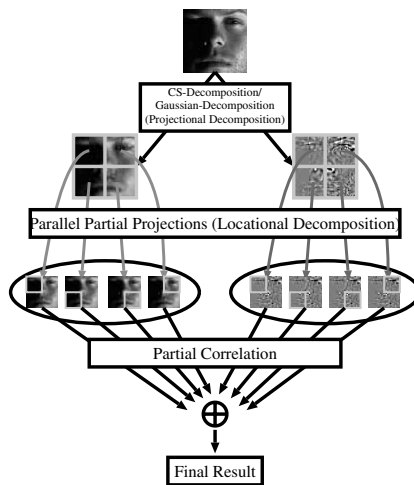 CS-Decomposition/
Gaussian-Decomposition
(Projectional Decomposition)
Parallel Partial Projections (Locational Decomposition)
Partial Correlation
Final Result